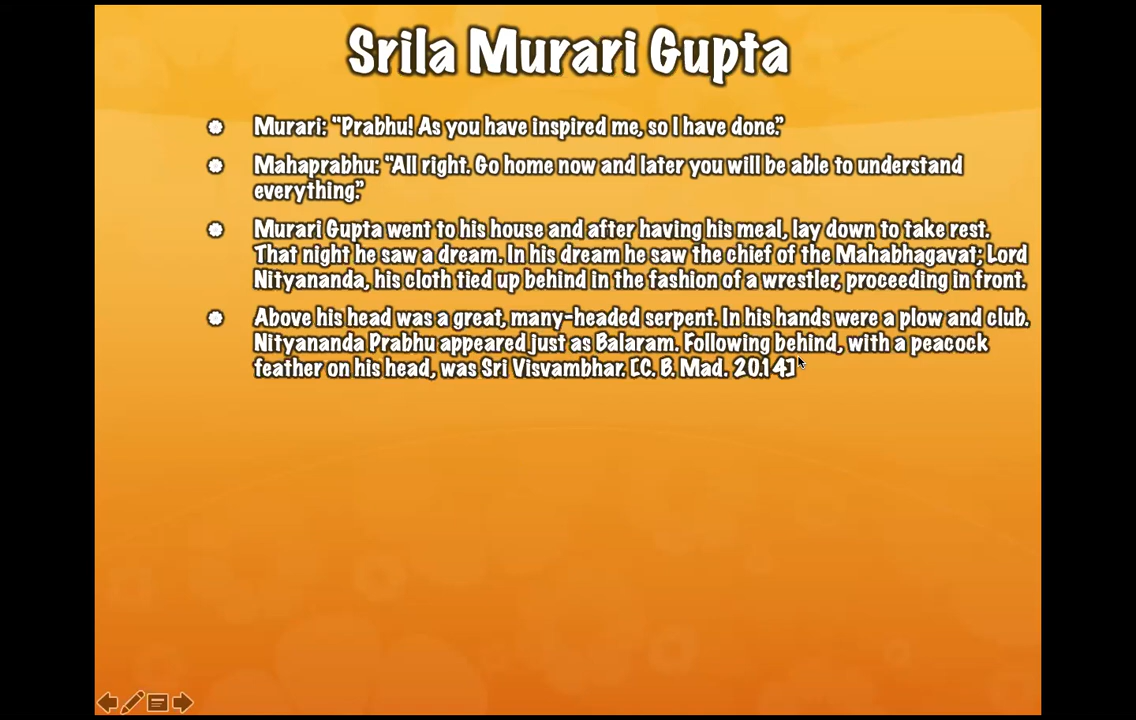 Srila Murari Gupta
Murari: "Prabhu! As you have inspired me, so I have done."
Mahaprabhu: "All right. Go home now and later you will be able to understand
everything."
Murari Gupta went to his house and after having his meal, lay down to take rest.
That night he saw a dream. In his dream he saw the chief of the Mahabhagavat; Lord
Nityananda, his cloth tied up behind in the fashion of a wrestler, proceeding in front.
Above his head was a great, many-headed serpent. In his hands were a plow and club.
Nityananda Prabhu appeared just as Balaram. Following behind, with a peacock
feather on his head, was Sri Visvambhar. [C. B. Mad. 20.14]